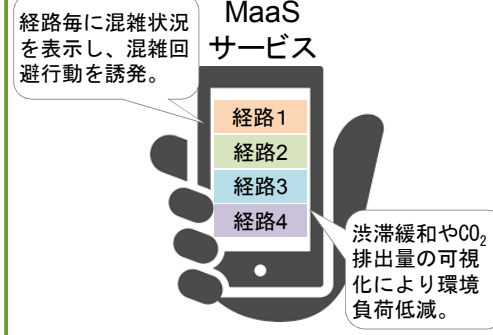 経路毎に混雑状況
を表示し、混雑回
避行動を誘発。
MaaS
サービス
経路1
経路2
経路3
経路4
渋滞緩和やCO₂
排出量の可視
化により環境
負荷低減。